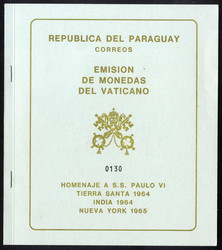 REPUBLICA DEL PARAGUAY
CORREOS
EMISION
DE MONEDAS
DEL VATICANO
0130
HOMENAJE A S.S. PAULO VI
TIERRA SANTA 1964
INDIA 1964
NUEVA YORK 1965